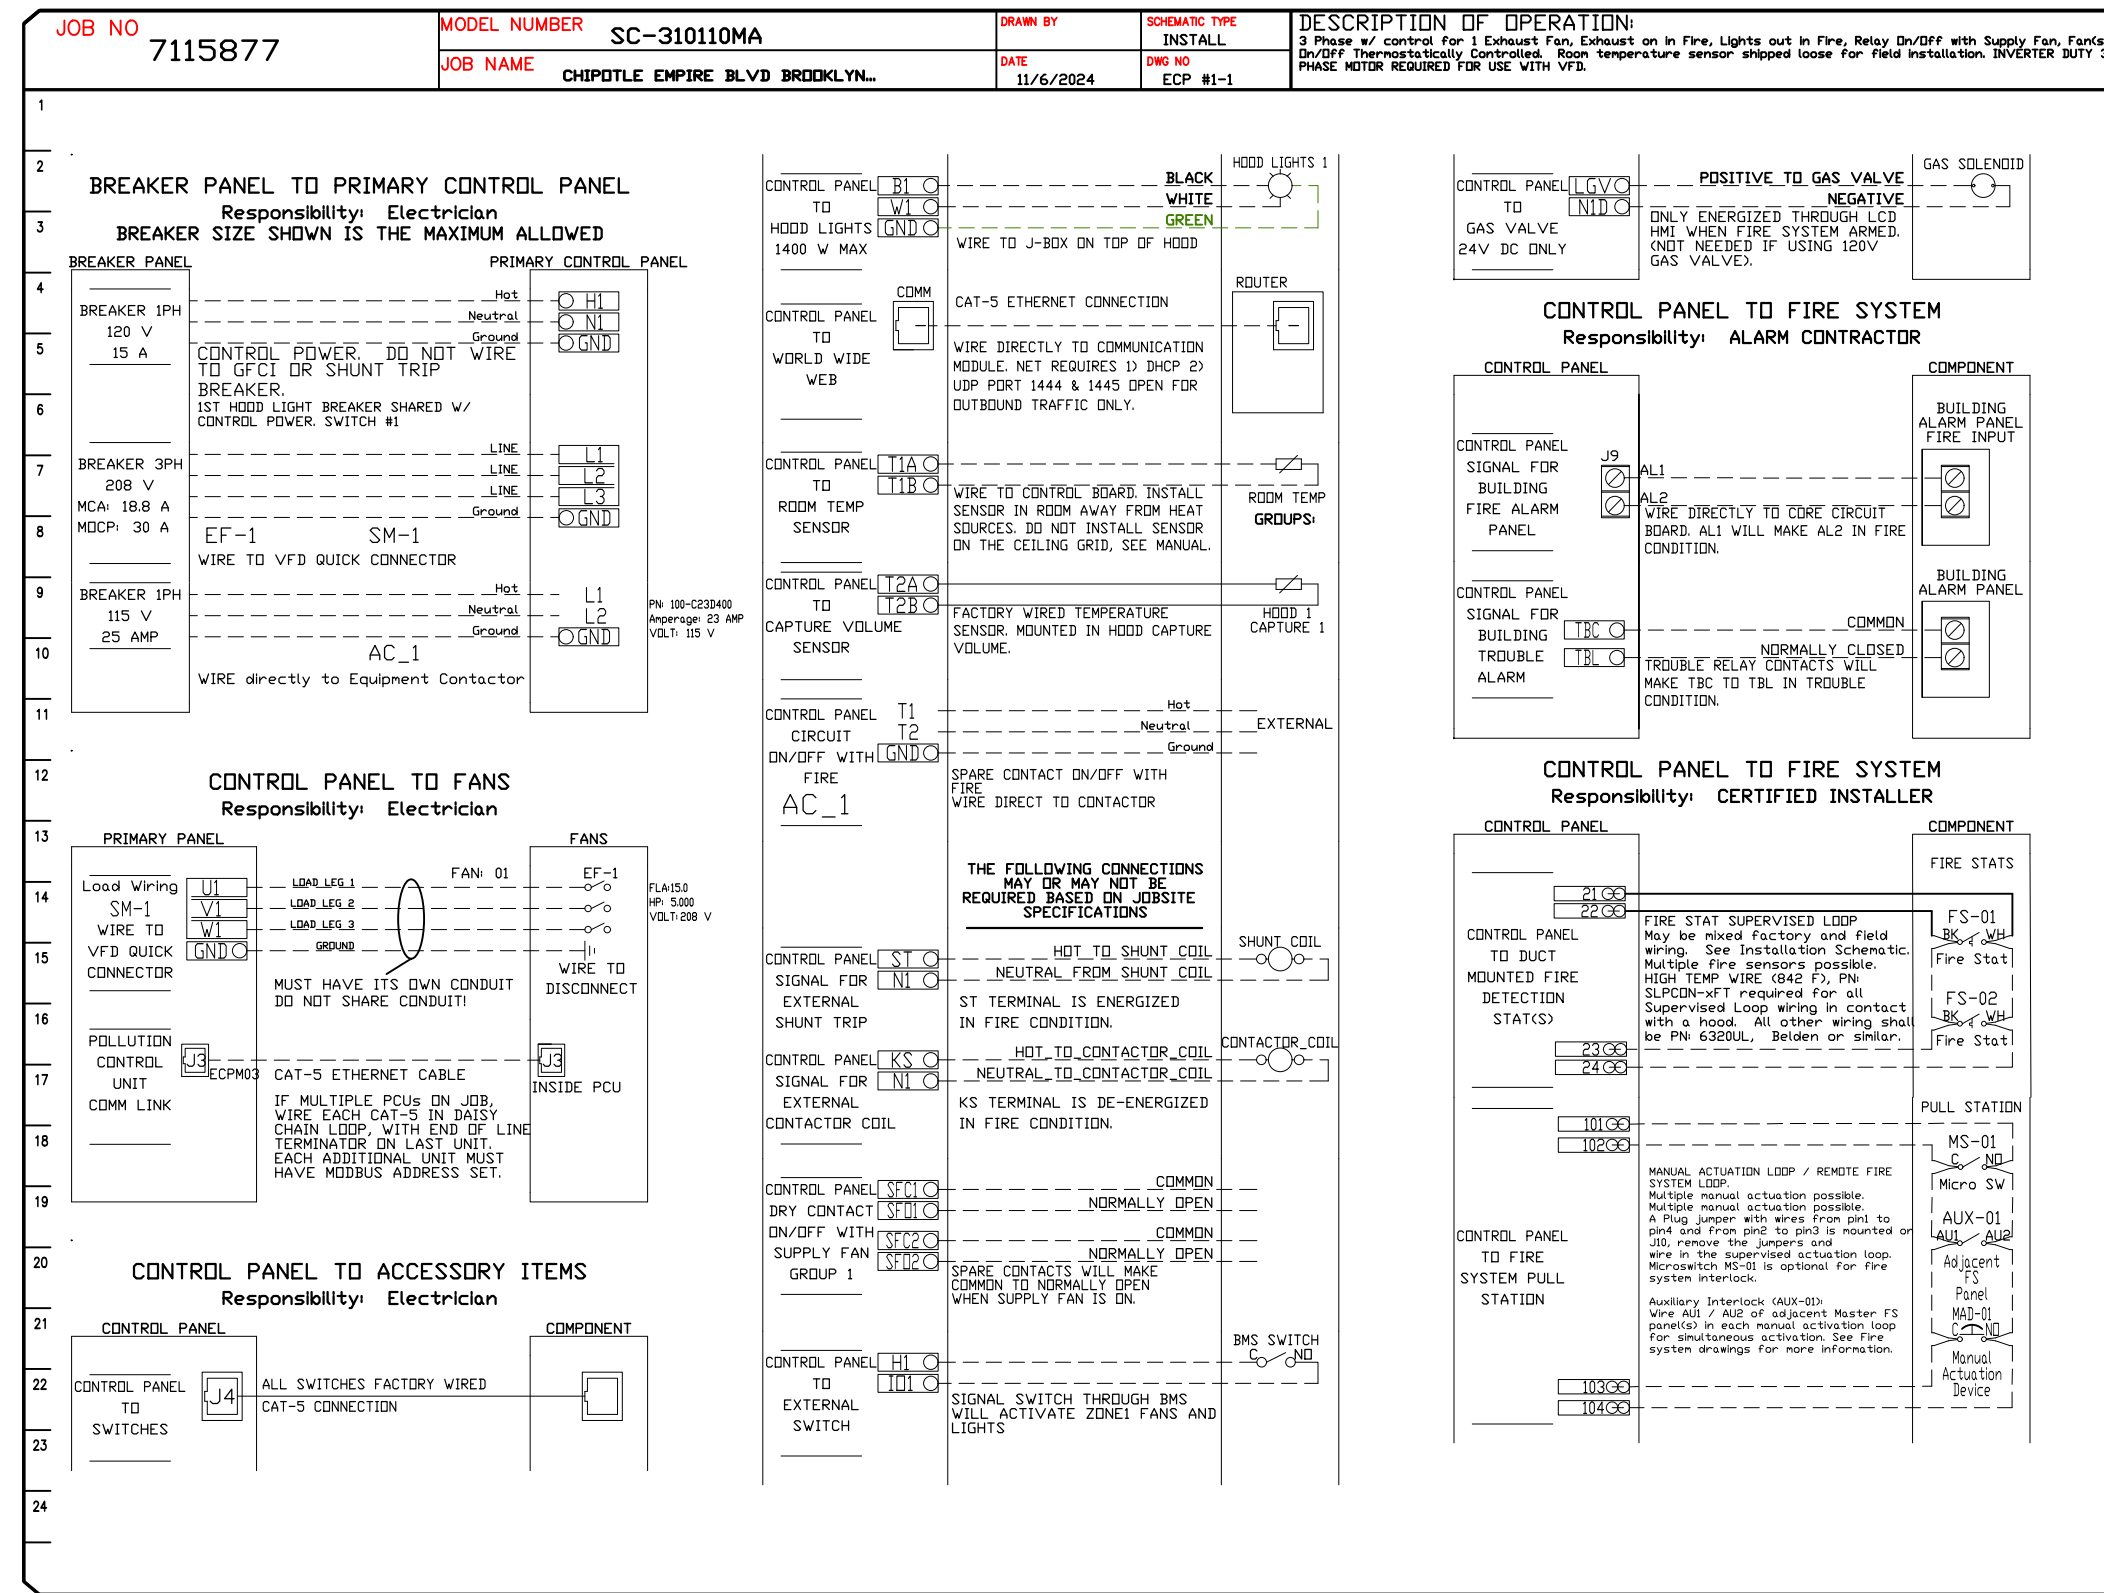 JOB NO 7115877
MODEL NUMBER SC-310110MA
JOB NAME CHIPOTLE EMPIRE BLVD BROOKLYN...
DRAWN BY
DATE
11/6/2024
SCHEMATIC TYPE
INSTALL
DWG NO
ECP #1-1
DESCRIPTION OF OPERATION:
3 Phase w/ control for 1 Exhaust Fan, Exhaust on in Fire, Lights out in Fire, Relay On/Off with Supply Fan, Fan(s
On/Off Thermostatically Controlled. Room temperature sensor shipped loose for field installation. INVERTER DUTY 3
PHASE MOTOR REQUIRED FOR USE WITH VFD.
1
2
3
4
5
6
7
8
9
10
11
12
13
14
15
16
17
18
19
20
21
22
23
24
BREAKER PANEL TO PRIMARY CONTROL PANEL
Responsibility: Electrician
BREAKER SIZE SHOWN IS THE MAXIMUM ALLOWED
BREAKER PANEL
PRIMARY CONTROL PANEL
BREAKER 1PH
120 V
15 A
Hot H1
Neutral N1
Ground GND
CONTROL POWER. DO NOT WIRE
TO GFCI OR SHUNT TRIP
BREAKER.
1ST HOOD LIGHT BREAKER SHARED W/
CONTROL POWER. SWITCH #1
BREAKER 3PH
208 V
MCA: 18.8 A
MOCP: 30 A
LINE L1
LINE L2
LINE L3
Ground GND
EF-1 SM-1
WIRE TO VFD QUICK CONNECTOR
BREAKER 1PH
115 V
25 AMP
Hot L1
Neutral L2
Ground GND
PN: 100-C23D400
Amperage: 23 AMP
VOLT: 115 V
AC_1
WIRE directly to Equipment Contactor
CONTROL PANEL TO FANS
Responsibility: Electrician
PRIMARY PANEL
FANS
Load Wiring
SM-1
WIRE TO
VFD QUICK
CONNECTOR
U1
V1
W1
GND
LOAD LEG 1
LOAD LEG 2
LOAD LEG 3
GROUND
FAN: 01
EF-1
FLA:15.0
HP: 5.000
VOLT:208 V
WIRE TO
DISCONNECT
MUST HAVE ITS OWN CONDUIT
DO NOT SHARE CONDUIT!
POLLUTION
CONTROL
UNIT
COMM LINK
J3
ECPM03
J3
INSIDE PCU
CAT-5 ETHERNET CABLE
IF MULTIPLE PCUs ON JOB,
WIRE EACH CAT-5 IN DAISY
CHAIN LOOP, WITH END OF LINE
TERMINATOR ON LAST UNIT.
EACH ADDITIONAL UNIT MUST
HAVE MODBUS ADDRESS SET.
CONTROL PANEL TO ACCESSORY ITEMS
Responsibility: Electrician
CONTROL PANEL
COMPONENT
CONTROL PANEL
TO
SWITCHES
J4
ALL SWITCHES FACTORY WIRED
CAT-5 CONNECTION
CONTROL PANEL
TO
HOOD LIGHTS
1400 W MAX
B1
W1
GND
BLACK
WHITE
GREEN
WIRE TO J-BOX ON TOP OF HOOD
HOOD LIGHTS 1
CONTROL PANEL
TO
WORLD WIDE
WEB
COMM
CAT-5 ETHERNET CONNECTION
ROUTER
WIRE DIRECTLY TO COMMUNICATION
MODULE. NET REQUIRES 1) DHCP 2)
UDP PORT 1444 & 1445 OPEN FOR
OUTBOUND TRAFFIC ONLY.
CONTROL PANEL
TO
ROOM TEMP
SENSOR
T1A
T1B
WIRE TO CONTROL BOARD. INSTALL
SENSOR IN ROOM AWAY FROM HEAT
SOURCES. DO NOT INSTALL SENSOR
ON THE CEILING GRID, SEE MANUAL.
ROOM TEMP
GROUPS:
CONTROL PANEL
TO
CAPTURE VOLUME
SENSOR
T2A
T2B
FACTORY WIRED TEMPERATURE
SENSOR. MOUNTED IN HOOD CAPTURE
VOLUME.
HOOD 1
CAPTURE 1
CONTROL PANEL
CIRCUIT
ON/OFF WITH
FIRE
AC_1
T1
T2
GND
Hot
Neutral
Ground
EXTERNAL
SPARE CONTACT ON/OFF WITH
FIRE
WIRE DIRECT TO CONTACTOR
THE FOLLOWING CONNECTIONS
MAY OR MAY NOT BE
REQUIRED BASED ON JOBSITE
SPECIFICATIONS
CONTROL PANEL
SIGNAL FOR
EXTERNAL
SHUNT TRIP
ST
N1
HOT TO SHUNT COIL
NEUTRAL FROM SHUNT COIL
SHUNT COIL
ST TERMINAL IS ENERGIZED
IN FIRE CONDITION.
CONTROL PANEL
SIGNAL FOR
EXTERNAL
CONTACTOR COIL
KS
N1
HOT TO CONTACTOR COIL
NEUTRAL TO CONTACTOR COIL
CONTACTOR COIL
KS TERMINAL IS DE-ENERGIZED
IN FIRE CONDITION.
CONTROL PANEL
DRY CONTACT
ON/OFF WITH
SUPPLY FAN
GROUP 1
SFC1
SFO1
SFC2
SFO2
COMMON
NORMALLY OPEN
COMMON
NORMALLY OPEN
SPARE CONTACTS WILL MAKE
COMMON TO NORMALLY OPEN
WHEN SUPPLY FAN IS ON.
CONTROL PANEL
TO
EXTERNAL
SWITCH
H1
IO1
BMS SWITCH
C NO
SIGNAL SWITCH THROUGH BMS
WILL ACTIVATE ZONE1 FANS AND
LIGHTS
CONTROL PANEL
TO
GAS VALVE
24V DC ONLY
LGV
N1D
POSITIVE TO GAS VALVE
NEGATIVE
GAS SOLENOID
ONLY ENERGIZED THROUGH LCD
HMI WHEN FIRE SYSTEM ARMED.
(NOT NEEDED IF USING 120V
GAS VALVE).
CONTROL PANEL TO FIRE SYSTEM
Responsibility: ALARM CONTRACTOR
CONTROL PANEL
COMPONENT
CONTROL PANEL
SIGNAL FOR
BUILDING
FIRE ALARM
PANEL
J9
AL1
AL2
WIRE DIRECTLY TO CORE CIRCUIT
BOARD. AL1 WILL MAKE AL2 IN FIRE
CONDITION.
BUILDING
ALARM PANEL
FIRE INPUT
CONTROL PANEL
SIGNAL FOR
BUILDING
TROUBLE
ALARM
TBC
TBL
COMMON
NORMALLY CLOSED
TROUBLE RELAY CONTACTS WILL
MAKE TBC TO TBL IN TROUBLE
CONDITION.
BUILDING
ALARM PANEL
CONTROL PANEL TO FIRE SYSTEM
Responsibility: CERTIFIED INSTALLER
CONTROL PANEL
COMPONENT
CONTROL PANEL
TO DUCT
MOUNTED FIRE
DETECTION
STAT(S)
21
22
23
24
FIRE STAT SUPERVISED LOOP
May be mixed factory and field
wiring. See Installation Schematic.
Multiple fire sensors possible.
HIGH TEMP WIRE (842 F), PN:
SLPCON-xFT required for all
Supervised Loop wiring in contact
with a hood. All other wiring shall
be PN: 6320UL, Belden or similar.
FIRE STATS
FS-01
BK WH
Fire Stat
FS-02
BK WH
Fire Stat
CONTROL PANEL
TO FIRE
SYSTEM PULL
STATION
101
102
103
104
MANUAL ACTUATION LOOP / REMOTE FIRE
SYSTEM LOOP.
Multiple manual actuation possible.
Multiple manual actuation possible.
A Plug jumper with wires from pin1 to
pin4 and from pin2 to pin3 is mounted or
J10, remove the jumpers and
wire in the supervised actuation loop.
Microswitch MS-01 is optional for fire
system interlock.
Auxiliary Interlock (AUX-01):
Wire AU1 / AU2 of adjacent Master FS
panel(s) in each manual activation loop
for simultaneous activation. See Fire
system drawings for more information.
PULL STATION
MS-01
C NO
Micro SW
AUX-01
AU1 AU2
Adjacent
FS
Panel
MAD-01
C NO
Manual
Actuation
Device